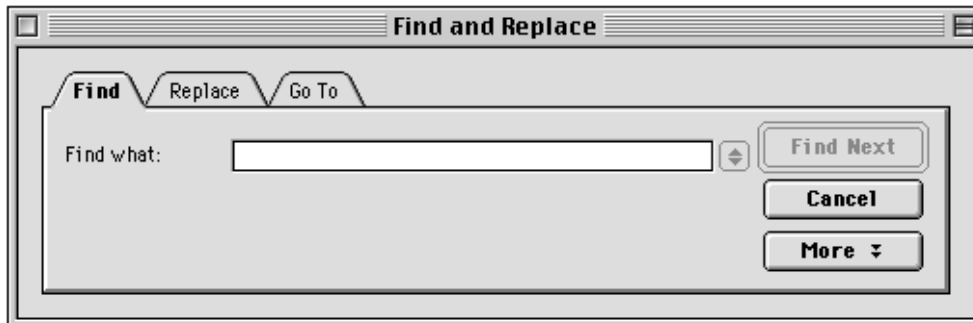 Find and Replace
Find Replace Go To
Find what:
Find Next
Cancel
More